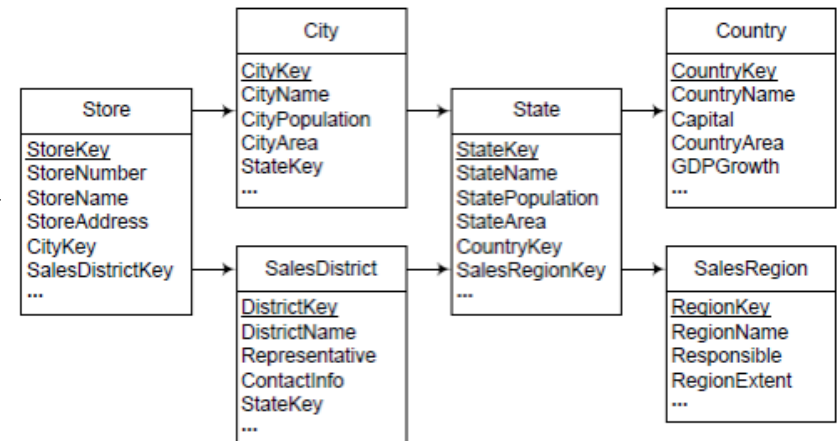 Store
StoreKey
StoreNumber
StoreName
StoreAddress
CityKey
SalesDistrictKey
...
City
CityKey
CityName
CityPopulation
CityArea
StateKey
...
SalesDistrict
DistrictKey
DistrictName
Representative
ContactInfo
StateKey
...
State
StateKey
StateName
StatePopulation
StateArea
CountryKey
SalesRegionKey
...
Country
CountryKey
CountryName
Capital
CountryArea
GDPGrowth
...
SalesRegion
RegionKey
RegionName
Responsible
RegionExtent
...